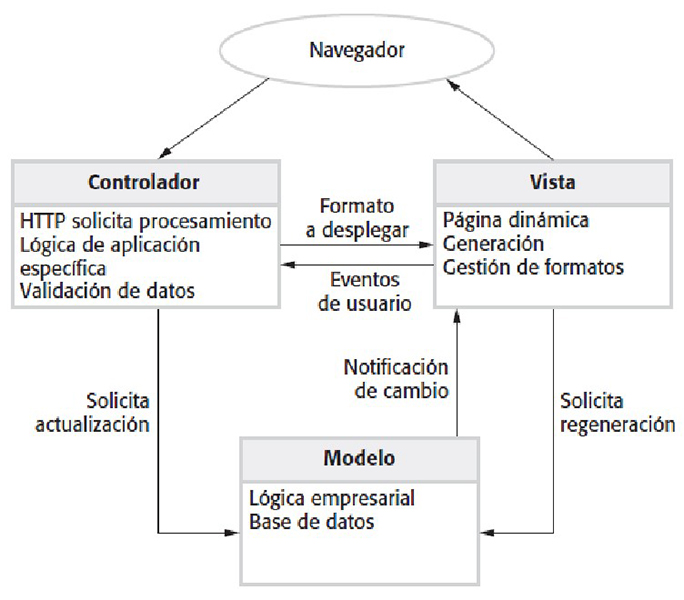 Navegador
Controlador
HTTP solicita procesamiento
Lógica de aplicación
específica
Validación de datos
Formato
a desplegar
Eventos
de usuario
Vista
Página dinámica
Generación
Gestión de formatos
Solicita
actualización
Notificación
de cambio
Solicita
regeneración
Modelo
Lógica empresarial
Base de datos